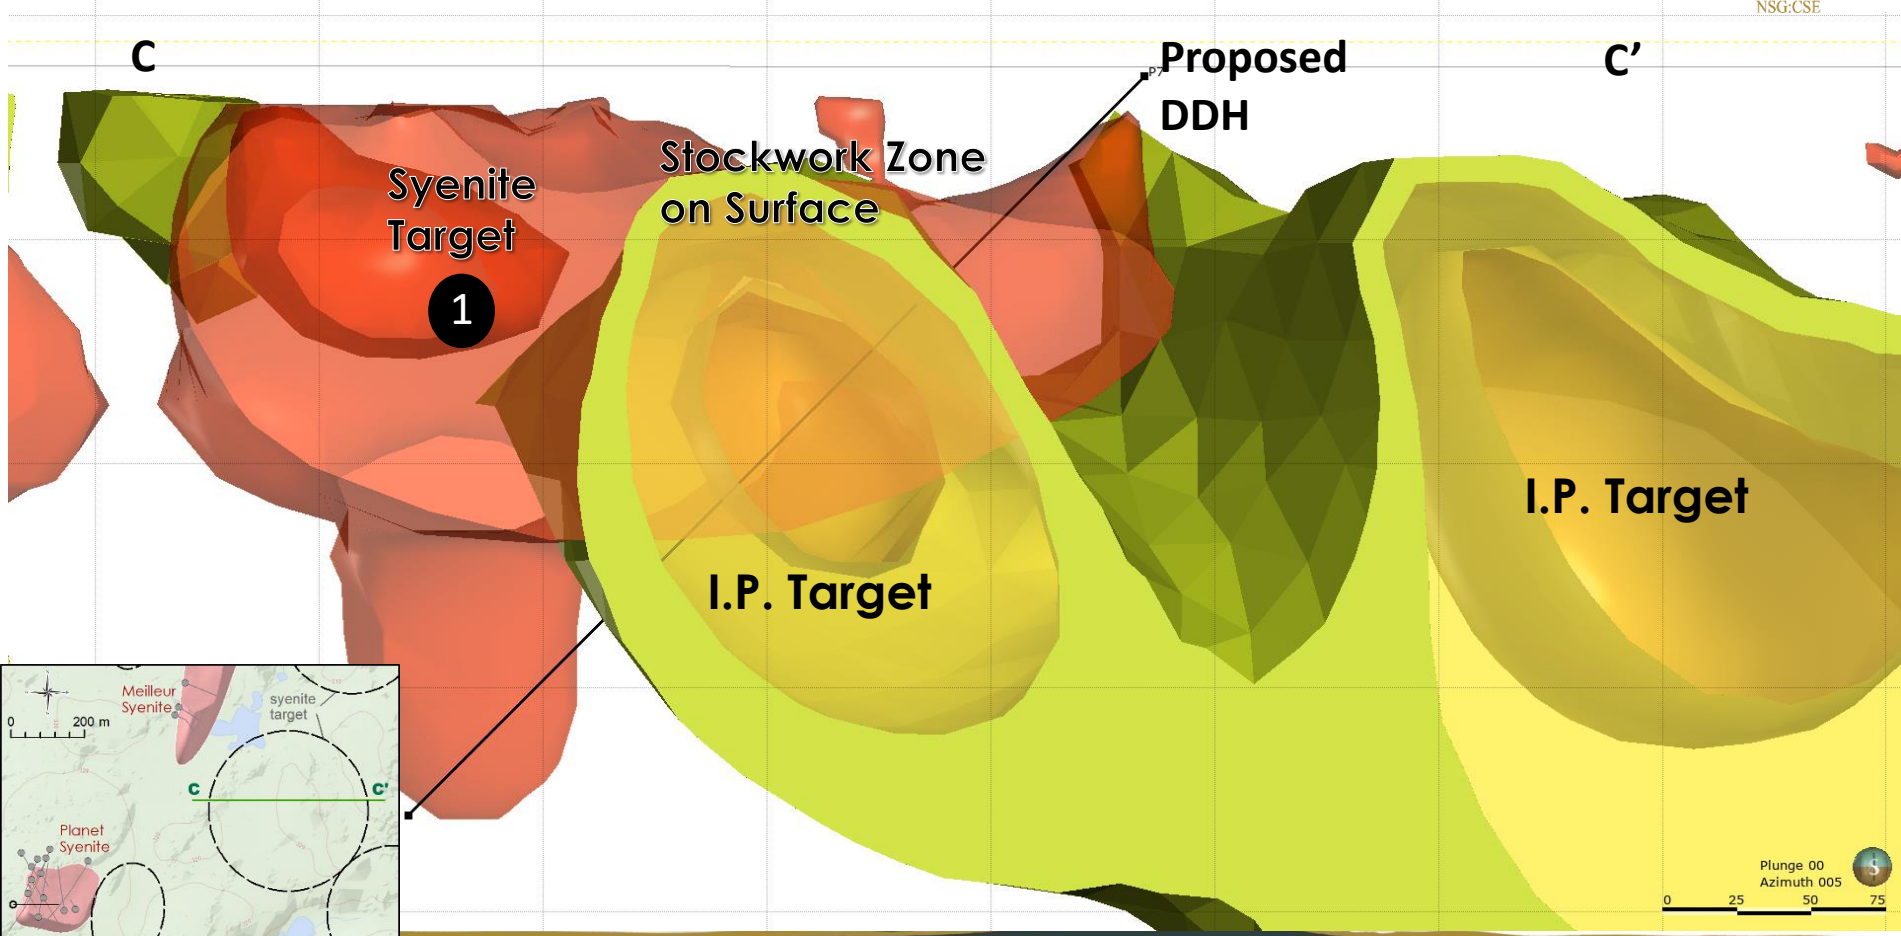 NSG:CSE
C
Proposed
DDH
P7
C’
Stockwork Zone
on Surface
Syenite
Target
1
I.P. Target
I.P. Target
Meilleur
Syenite
syenite
target
0 200 m
C C'
Planet
Syenite
Plunge 00
Azimuth 005
S
0 25 50 75